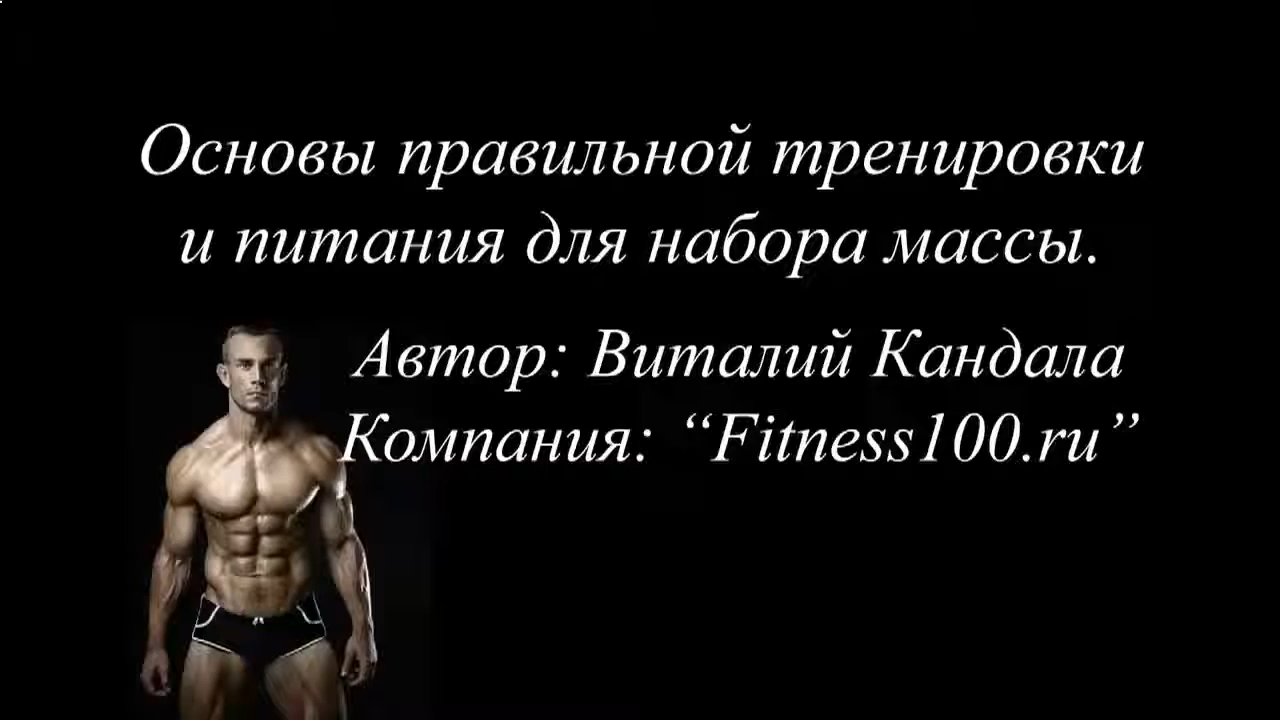 Основы правильной тренировки
и питания для набора массы.
Автор: Виталий Кандала
Компания: “Fitness100.ru”